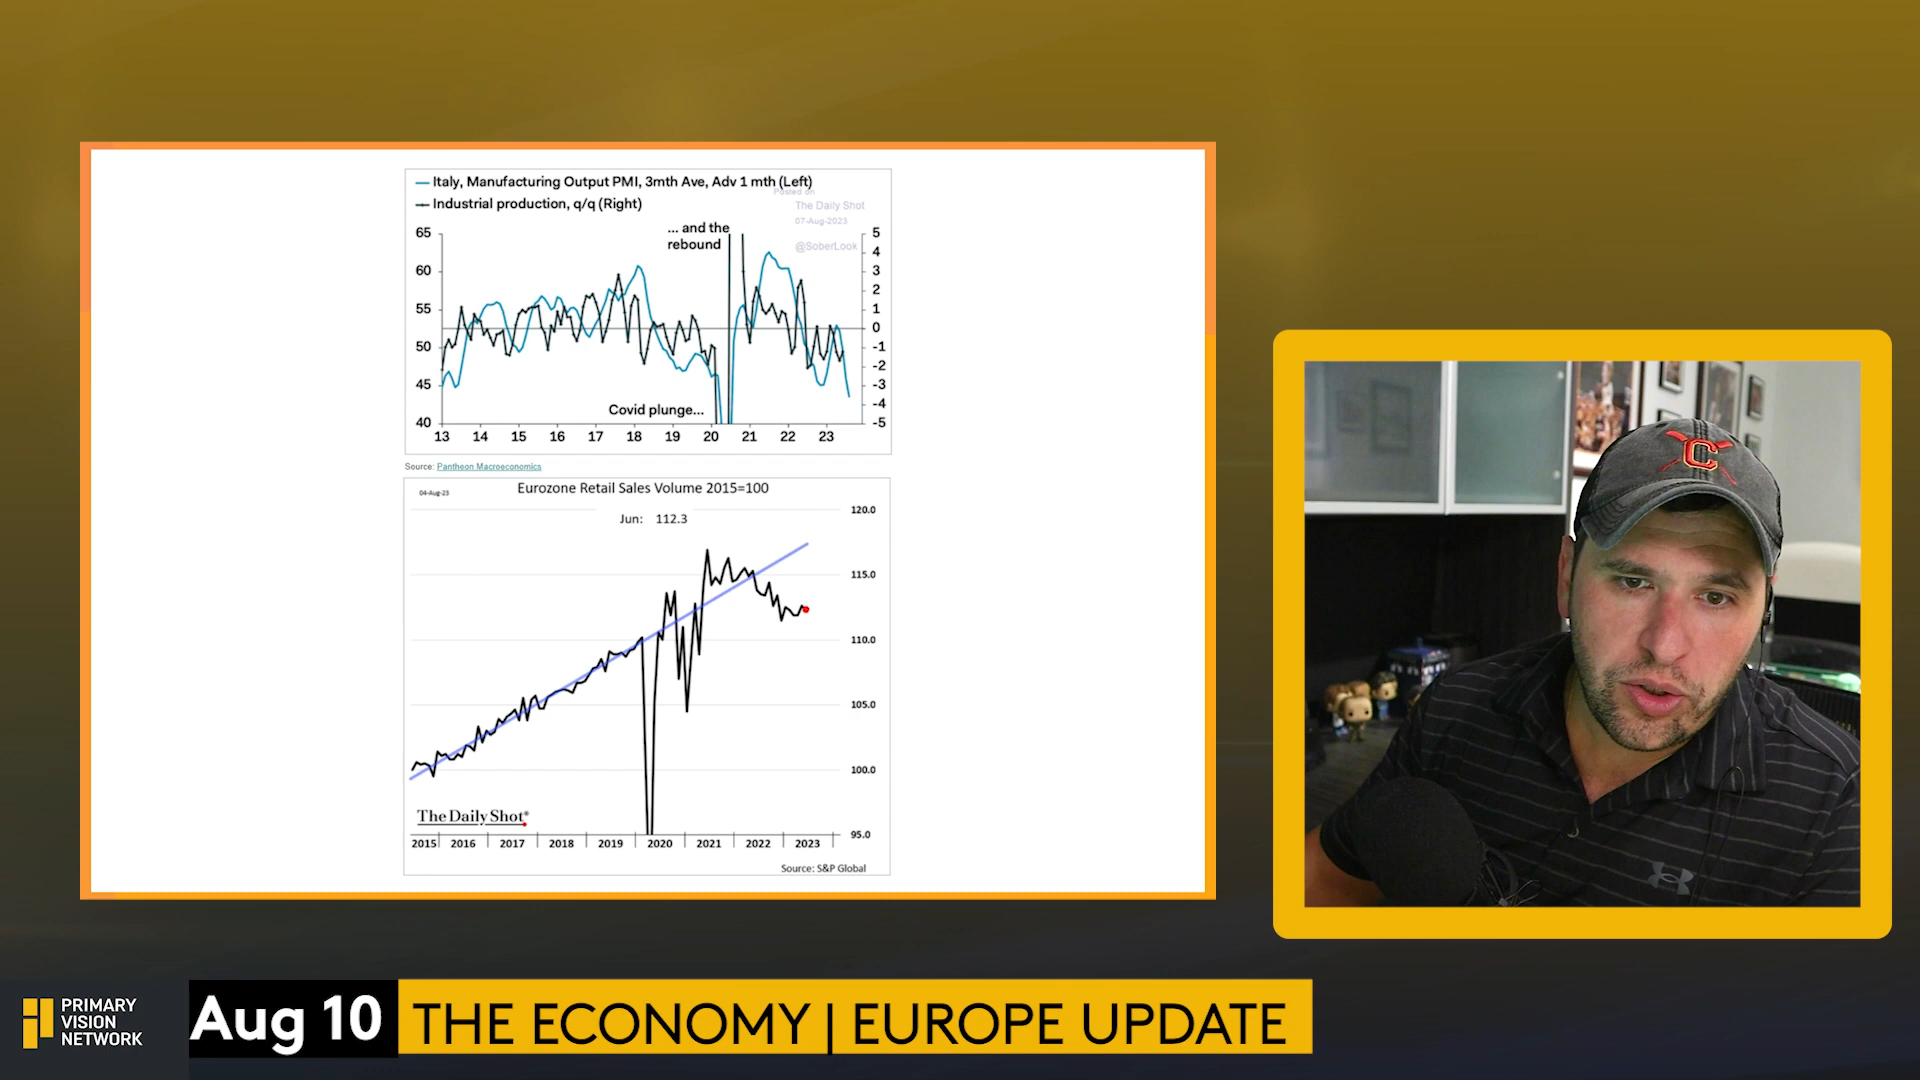 Italy, Manufacturing Output PMI, 3mth Ave, Adv 1 mth (Left)
Industrial production, q/q (Right)
Posted on
The Daily Shot
07-Aug-2023
@SoberLook
... and the
rebound
65
60
55
50
45
40
5
4
3
2
1
0
-1
-2
-3
-4
-5
Covid plunge...
13 14 15 16 17 18 19 20 21 22 23
Source: Pantheon Macroeconomics
04-Aug-23
Eurozone Retail Sales Volume 2015=100
Jun: 112.3
120.0
115.0
110.0
105.0
100.0
95.0
The Daily Shot
2015 2016 2017 2018 2019 2020 2021 2022 2023
Source: S&P Global
C
PRIMARY
VISION
NETWORK
Aug 10
THE ECONOMY | EUROPE UPDATE